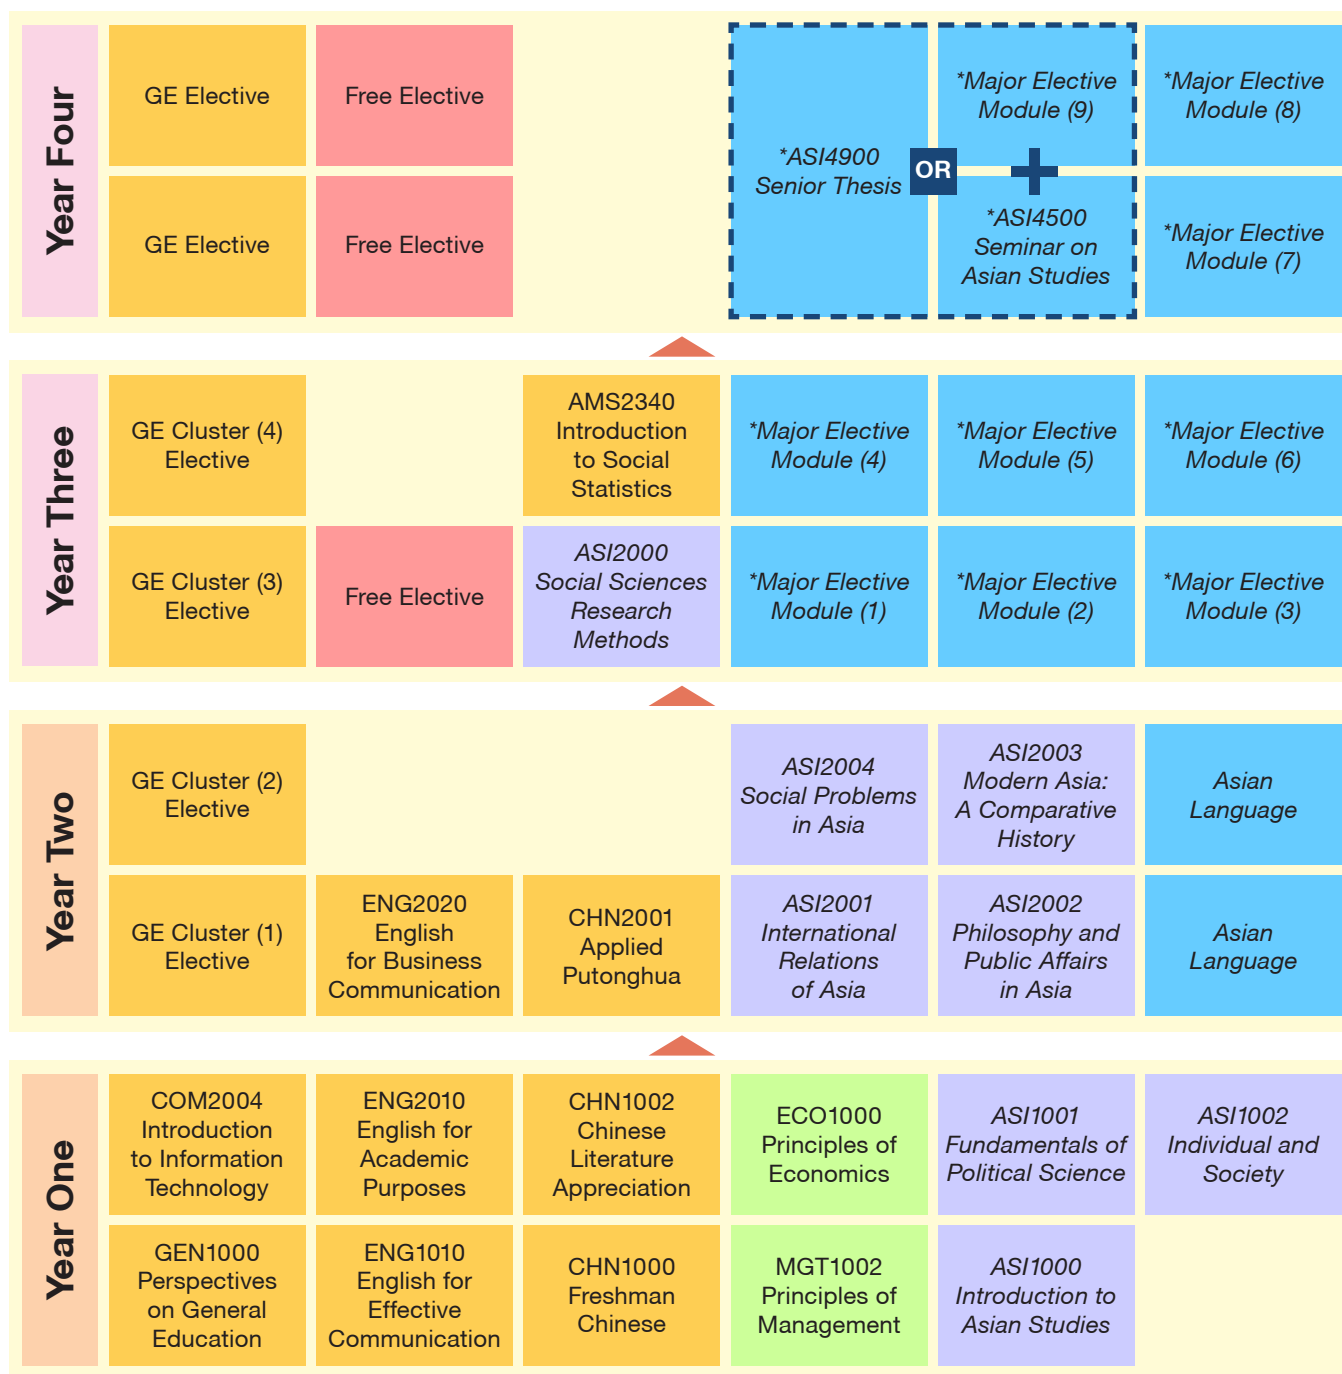 Year Four
GE Elective
Free Elective
*ASI4900
Senior Thesis
OR
*Major Elective
Module (9)
*Major Elective
Module (8)
GE Elective
Free Elective
*ASI4500
Seminar on
Asian Studies
*Major Elective
Module (7)
Year Three
GE Cluster (4)
Elective
AMS2340
Introduction
to Social
Statistics
*Major Elective
Module (4)
*Major Elective
Module (5)
*Major Elective
Module (6)
GE Cluster (3)
Elective
Free Elective
ASI2000
Social Sciences
Research
Methods
*Major Elective
Module (1)
*Major Elective
Module (2)
*Major Elective
Module (3)
Year Two
GE Cluster (2)
Elective
ASI2004
Social Problems
in Asia
ASI2003
Modern Asia:
A Comparative
History
Asian
Language
GE Cluster (1)
Elective
ENG2020
English
for Business
Communication
CHN2001
Applied
Putonghua
ASI2001
International
Relations
of Asia
ASI2002
Philosophy and
Public Affairs
in Asia
Asian
Language
Year One
COM2004
Introduction
to Information
Technology
ENG2010
English for
Academic
Purposes
CHN1002
Chinese
Literature
Appreciation
ECO1000
Principles of
Economics
ASI1001
Fundamentals of
Political Science
ASI1002
Individual and
Society
GEN1000
Perspectives
on General
Education
ENG1010
English for
Effective
Communication
CHN1000
Freshman
Chinese
MGT1002
Principles of
Management
ASI1000
Introduction to
Asian Studies